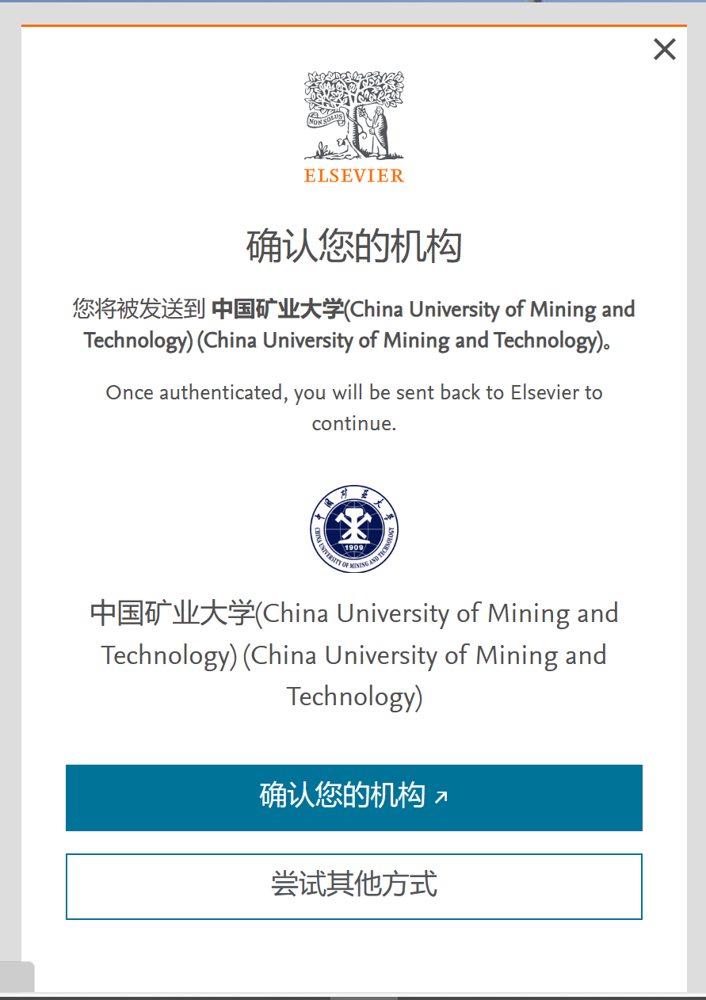 NON SOLUS
ELSEVIER
确认您的机构
您将被发送到 中国矿业大学(China University of Mining and
Technology) (China University of Mining and Technology)。
Once authenticated, you will be sent back to Elsevier to
continue.
中国矿业大学
1909
CHINA UNIVERSITY OF MINING AND TECHNOLOGY
中国矿业大学(China University of Mining and
Technology) (China University of Mining and
Technology)
确认您的机构 ↗
尝试其他方式